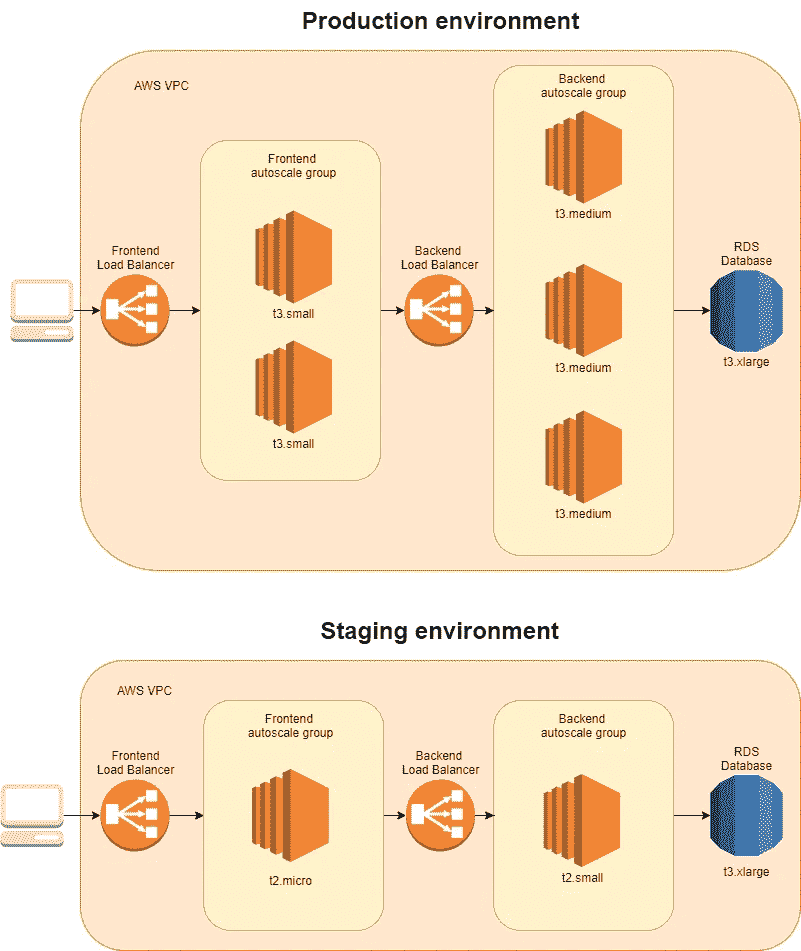 Production environment
AWS VPC
Frontend
Load Balancer
Frontend
autoscale group
t3.small
t3.small
Backend
Load Balancer
Backend
autoscale group
t3.medium
t3.medium
t3.medium
RDS
Database
t3.xlarge
Staging environment
AWS VPC
Frontend
Load Balancer
Frontend
autoscale group
t2.micro
Backend
Load Balancer
Backend
autoscale group
t2.small
RDS
Database
t3.xlarge